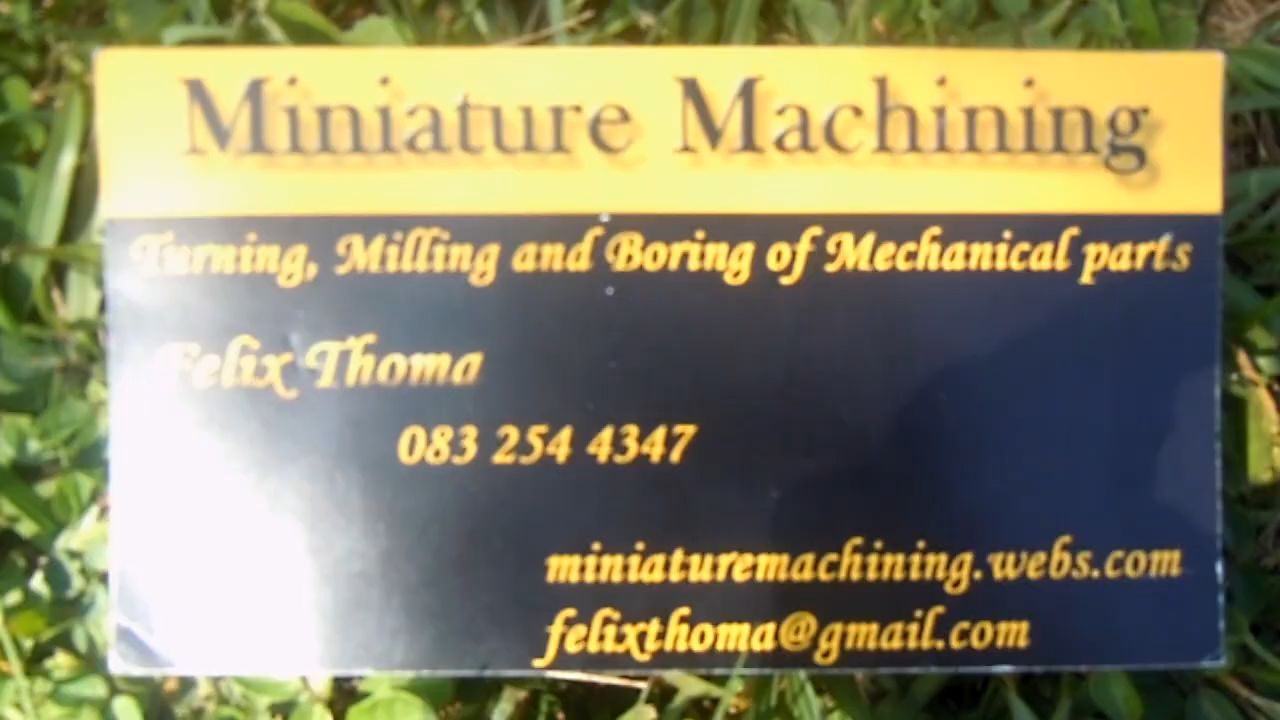 Miniature Machining
Turning, Milling and Boring of Mechanical parts
Felix Thoma
083 254 4347
miniaturemachining.webs.com
felixthoma@gmail.com